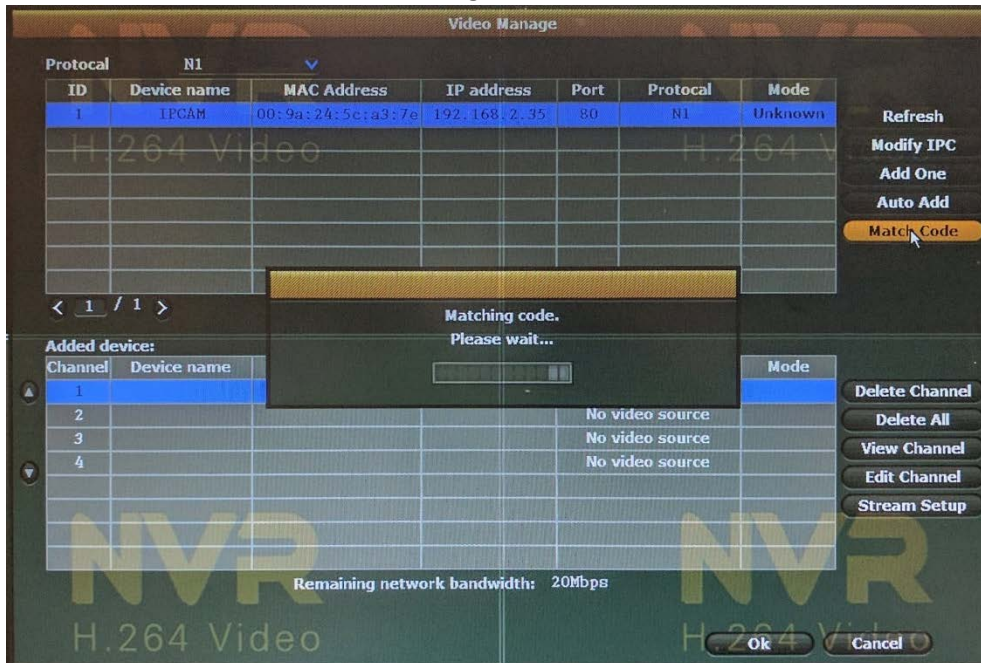 Video Manage
Protocal N1
ID Device name MAC Address IP address Port Protocal Mode
1 IPCAM 00:9a:24:5c:a3:7e 192.168.2.35 80 N1 Unknown
Refresh
Modify IPC
Add One
Auto Add
Match Code
H.264 Video H.264 V
< 1 / 1 >
Matching code.
Please wait...
Added device:
Channel Device name Mode
1
2 No video source
3 No video source
4 No video source
Delete Channel
Delete All
View Channel
Edit Channel
Stream Setup
NVR NVR
Remaining network bandwidth: 20Mbps
H.264 Video H.264 Video
Ok Cancel